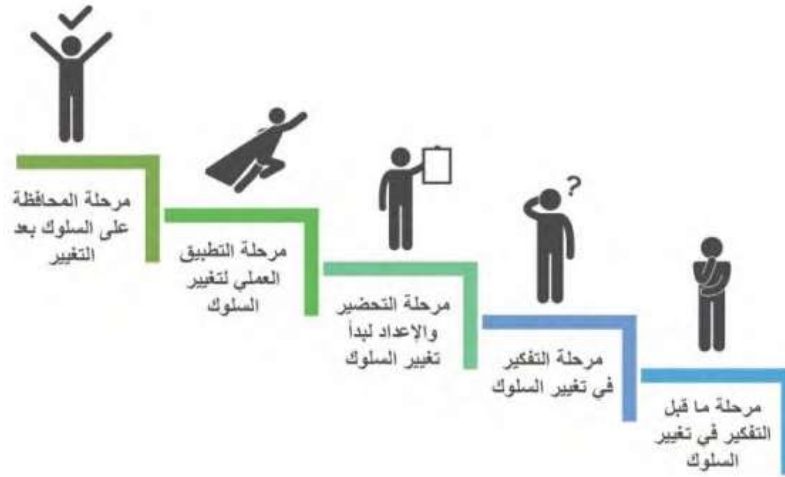 مرحلة المحافظة
على السلوك بعد
التغيير
مرحلة التطبيق
العملي لتغيير
السلوك
مرحلة التحضير
والإعداد لبدأ
تغيير السلوك
?
مرحلة التفكير
في تغيير السلوك
مرحلة ما قبل
التفكير في تغيير
السلوك